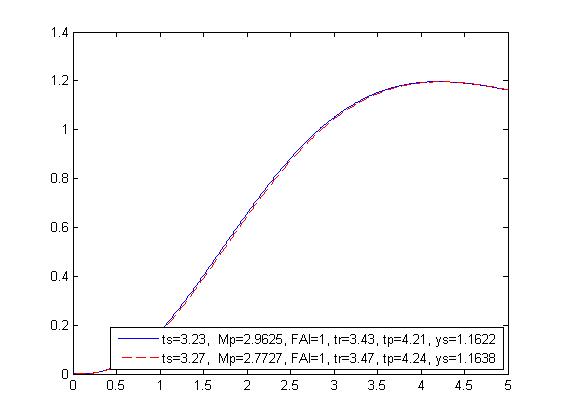 1.4
1.2
1
0.8
0.6
0.4
0.2
0
ts=3.23,  Mp=2.9625, FAI=1, tr=3.43, tp=4.21, ys=1.1622
ts=3.27,  Mp=2.7727, FAI=1, tr=3.47, tp=4.24, ys=1.1638
0 0.5 1 1.5 2 2.5 3 3.5 4 4.5 5